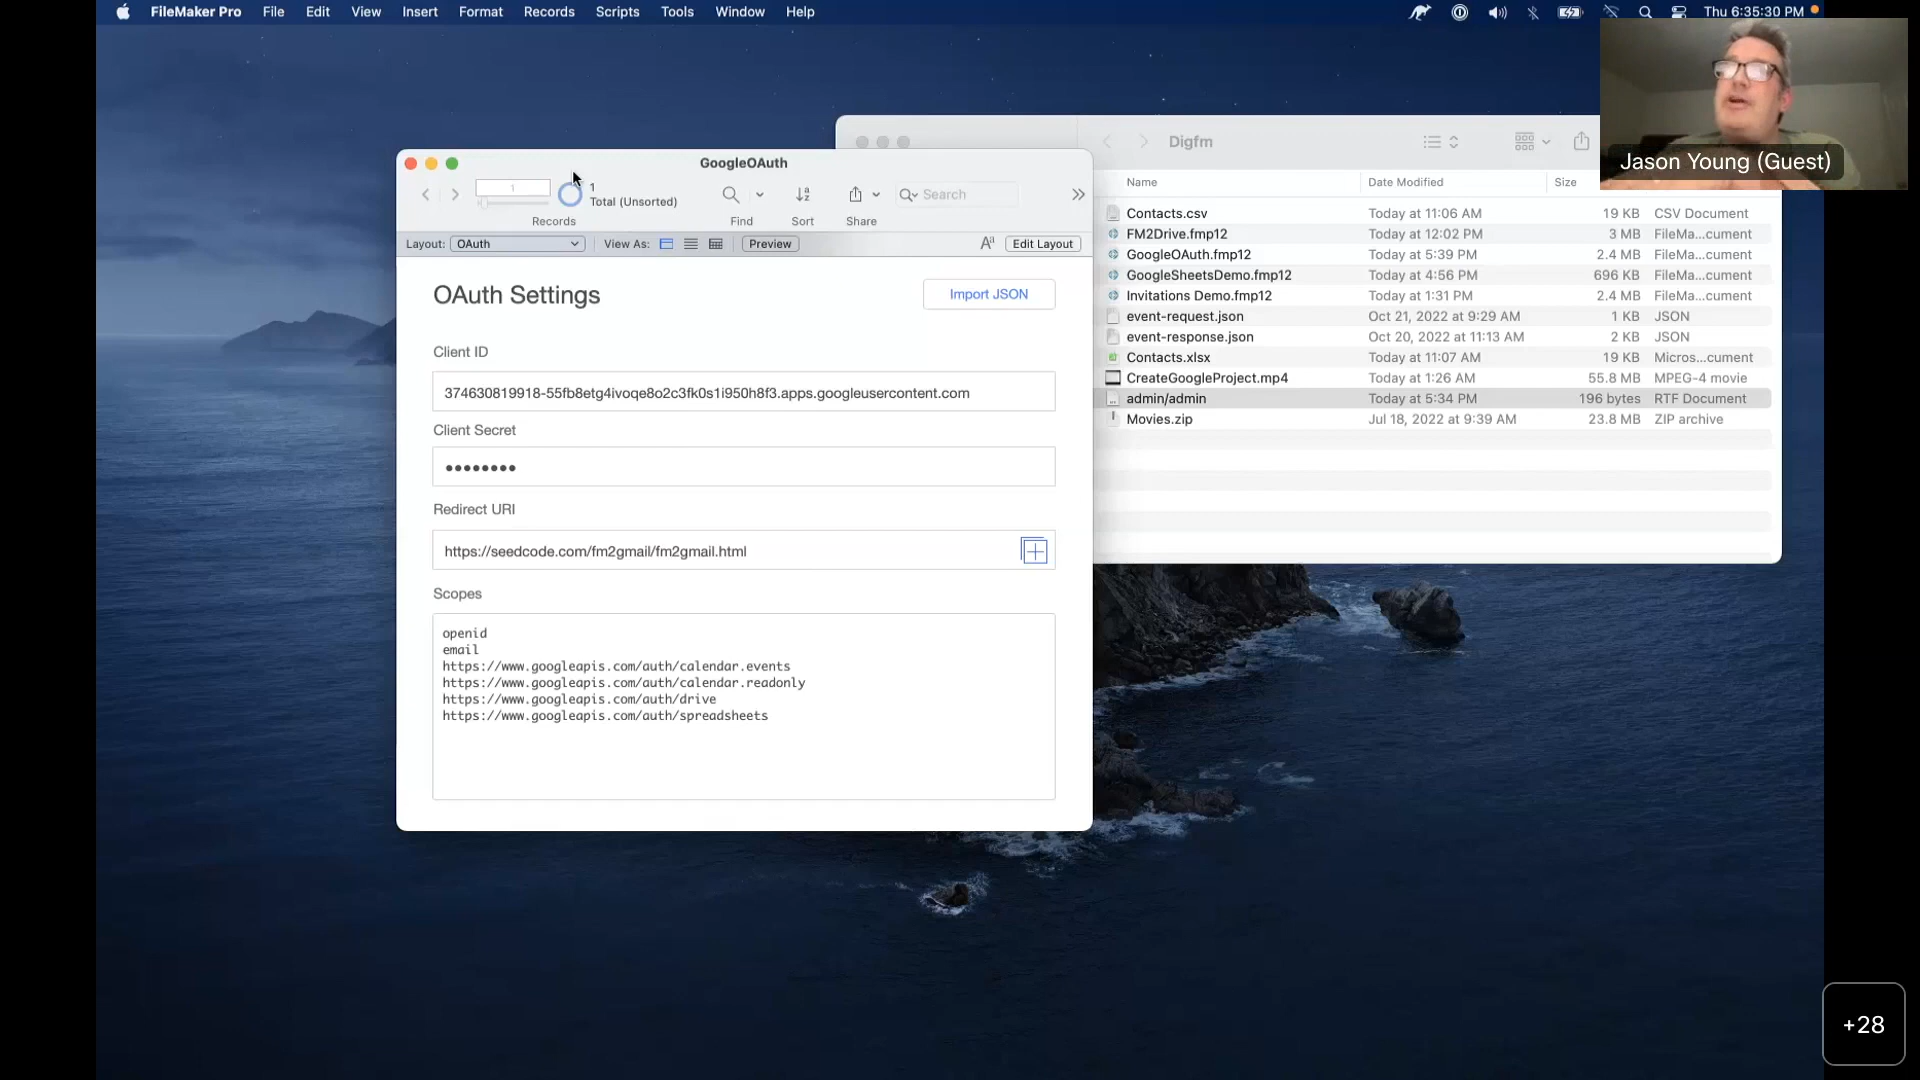 FileMaker Pro File Edit View Insert Format Records Scripts Tools Window Help
Thu 6:35:30 PM
Jason Young (Guest)
GoogleOAuth
1
1
Total (Unsorted)
Search
Records Find Sort Share
Layout: OAuth View As: Preview Aª Edit Layout
OAuth Settings
Import JSON
Client ID
374630819918-55fb8etg4ivoqe8o2c3fk0s1i950h8f3.apps.googleusercontent.com
Client Secret
••••••••
Redirect URI
https://seedcode.com/fm2gmail/fm2gmail.html
Scopes
openid
email
https://www.googleapis.com/auth/calendar.events
https://www.googleapis.com/auth/calendar.readonly
https://www.googleapis.com/auth/drive
https://www.googleapis.com/auth/spreadsheets
Digfm
Name Date Modified Size
Contacts.csv Today at 11:06 AM 19 KB CSV Document
FM2Drive.fmp12 Today at 12:02 PM 3 MB FileMa...cument
GoogleOAuth.fmp12 Today at 5:39 PM 2.4 MB FileMa...cument
GoogleSheetsDemo.fmp12 Today at 4:56 PM 696 KB FileMa...cument
Invitations Demo.fmp12 Today at 1:31 PM 2.4 MB FileMa...cument
event-request.json Oct 21, 2022 at 9:29 AM 1 KB JSON
event-response.json Oct 20, 2022 at 11:13 AM 2 KB JSON
Contacts.xlsx Today at 11:07 AM 19 KB Micros...cument
CreateGoogleProject.mp4 Today at 1:26 AM 55.8 MB MPEG-4 movie
admin/admin Today at 5:34 PM 196 bytes RTF Document
Movies.zip Jul 18, 2022 at 9:39 AM 23.8 MB ZIP archive
+28